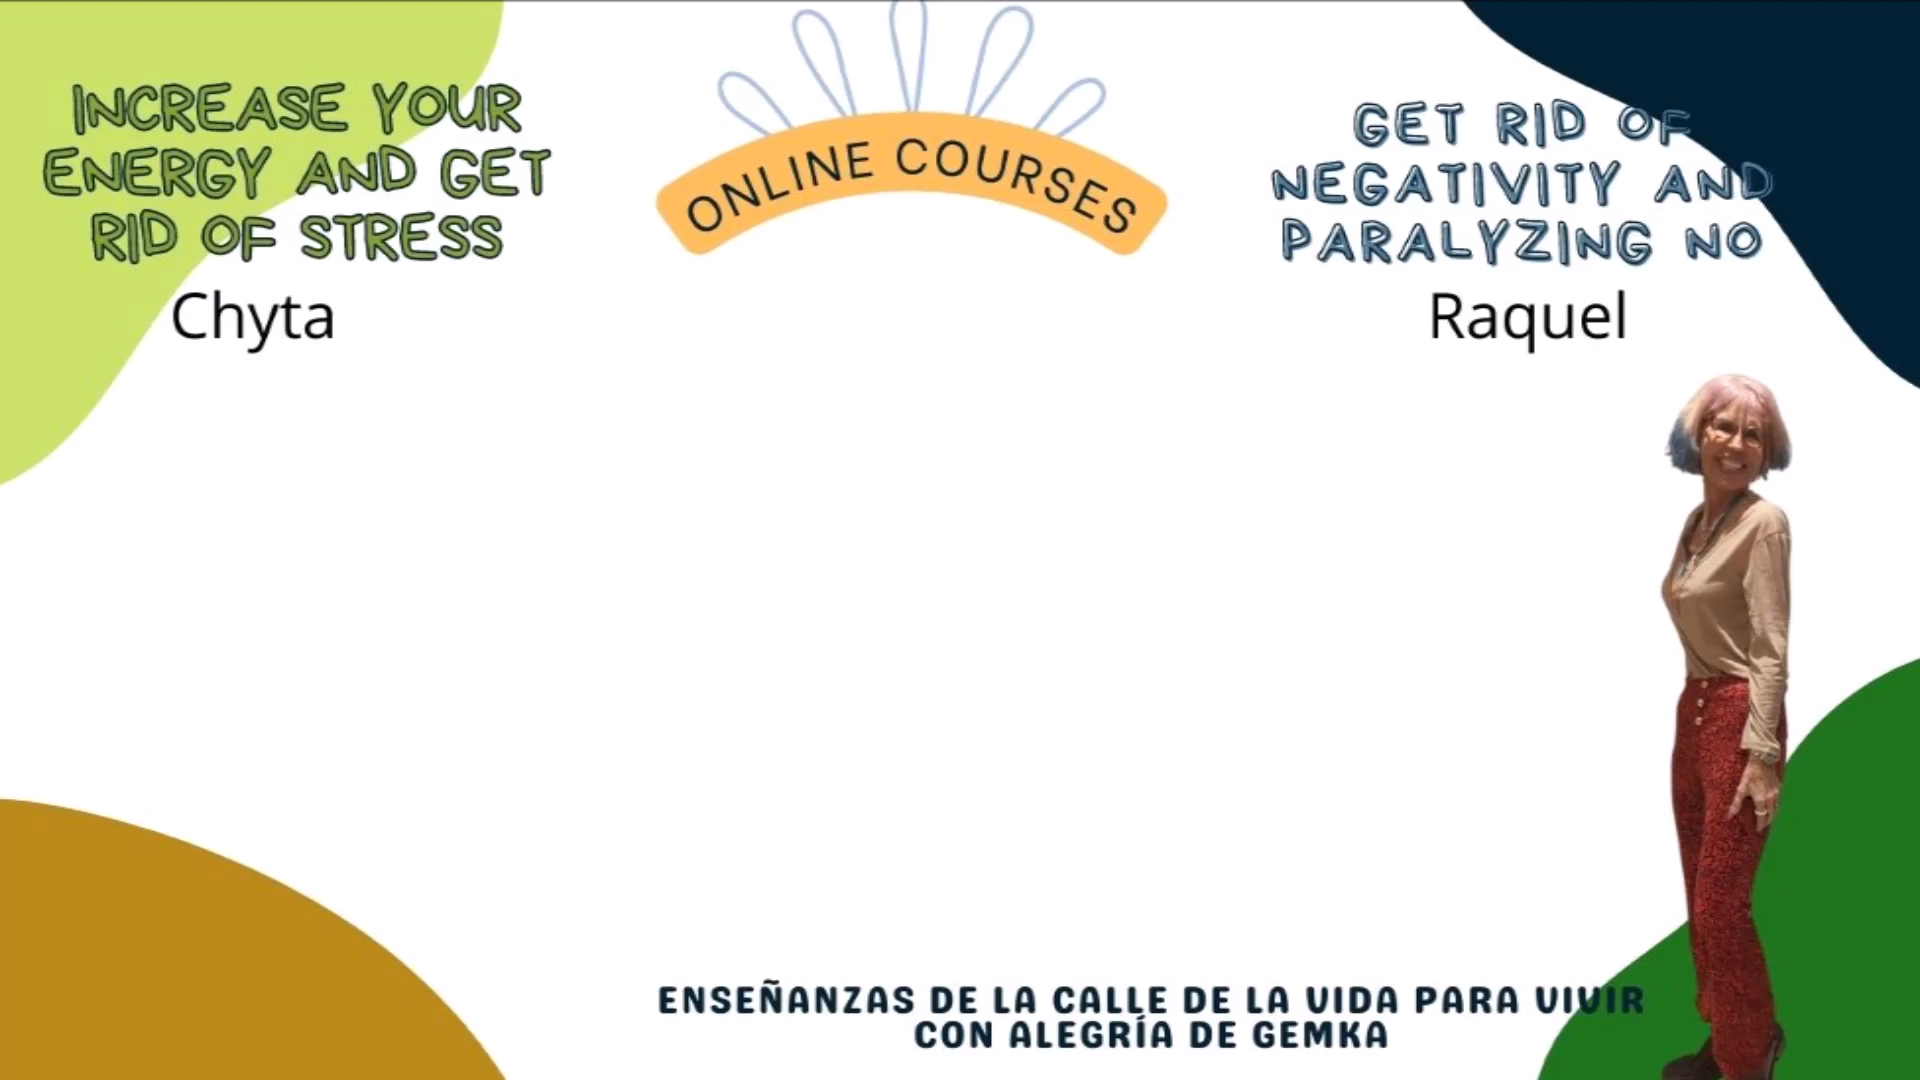 INCREASE YOUR
ENERGY AND GET
RID OF STRESS
Chyta
ONLINE COURSES
GET RID OF
NEGATIVITY AND
PARALYZING NO
Raquel
ENSEÑANZAS DE LA CALLE DE LA VIDA PARA VIVIR
CON ALEGRÍA DE GEMKA